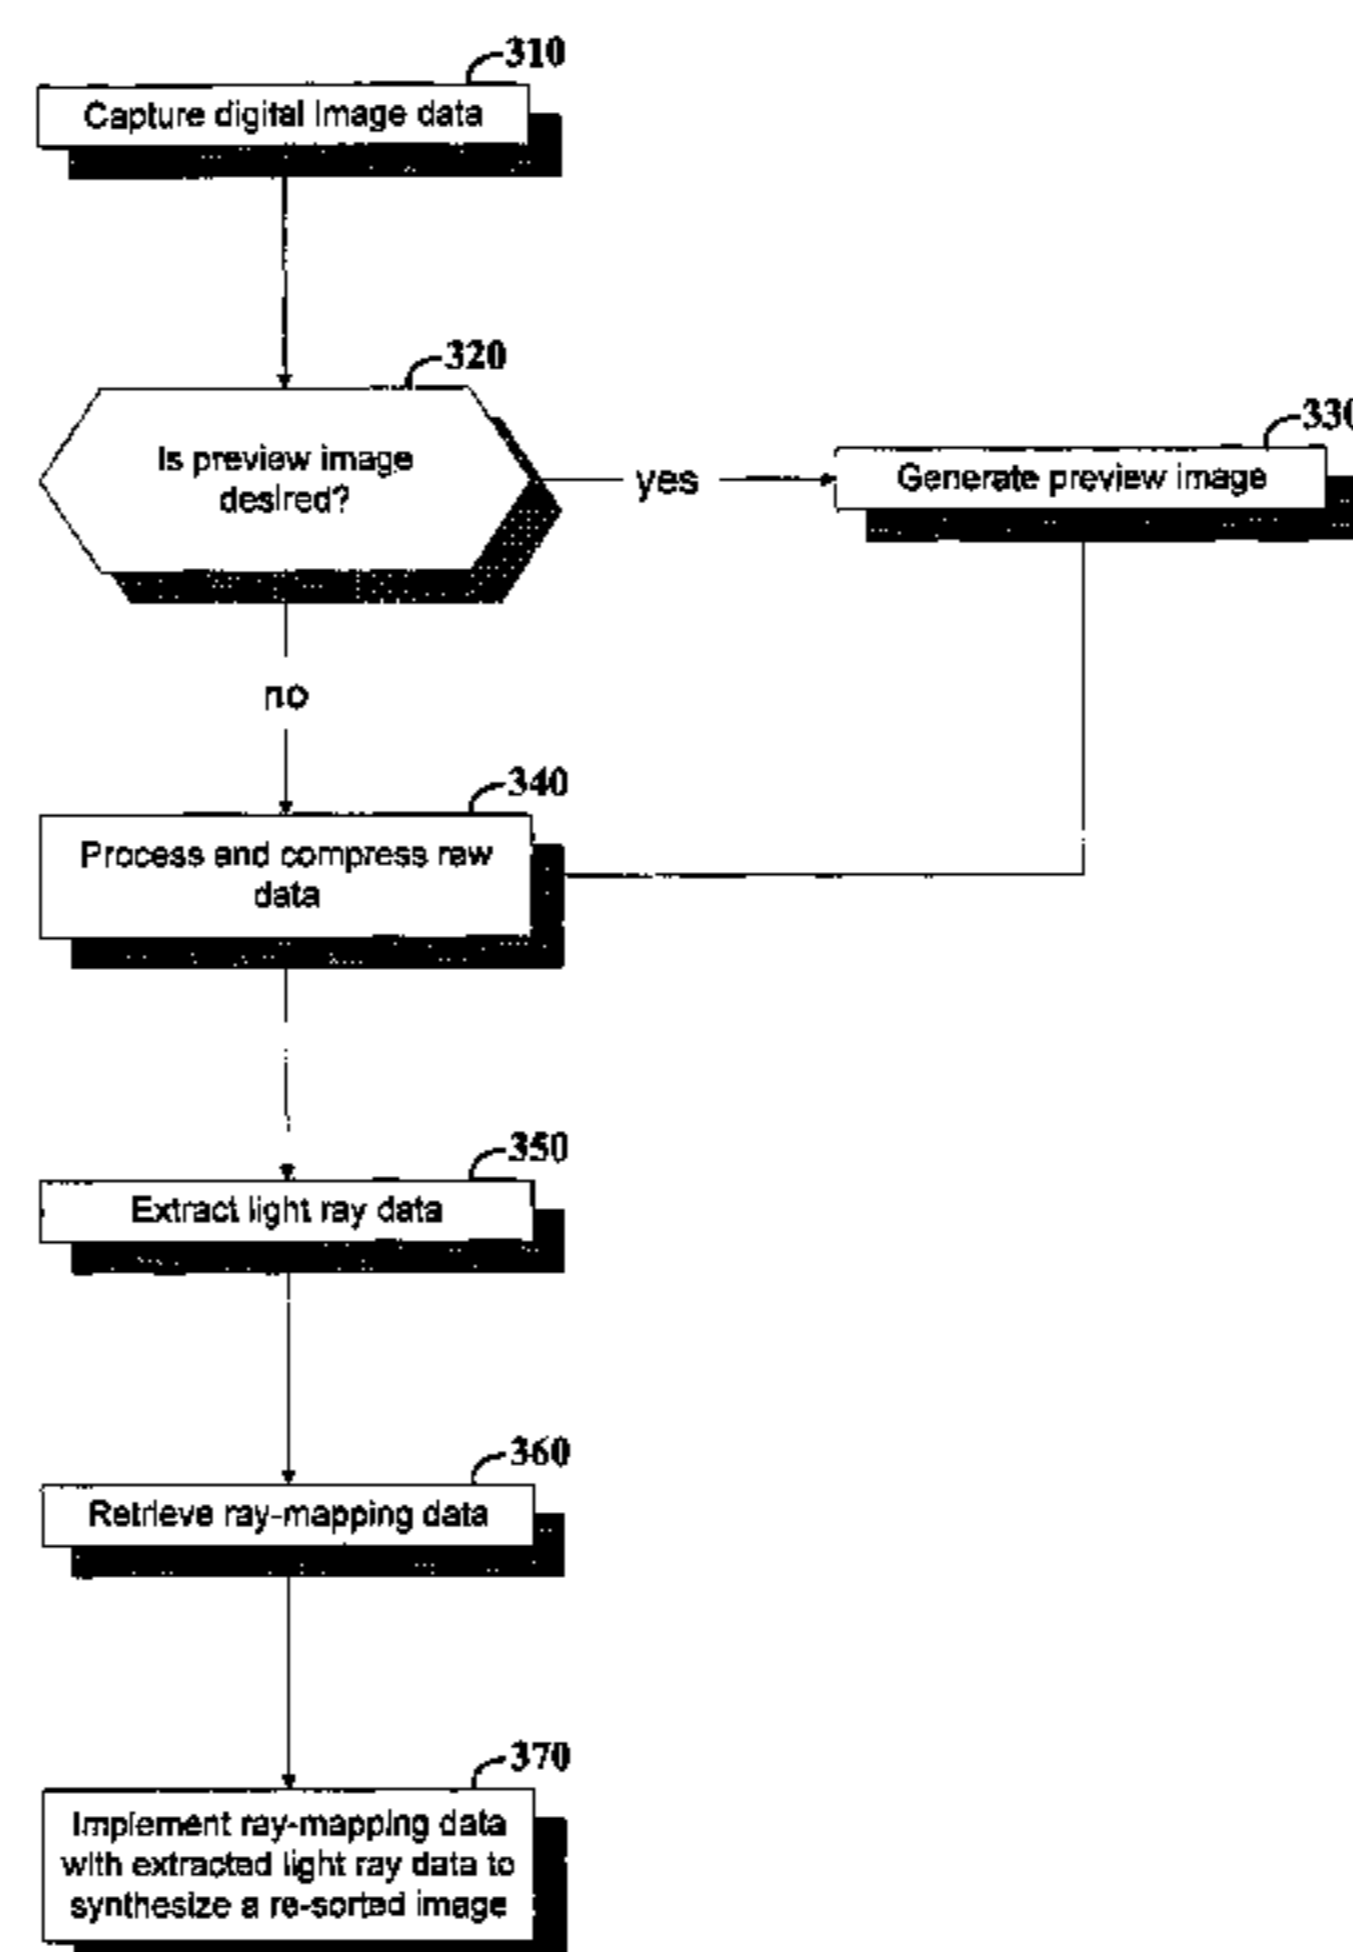 310
Capture digital image data
320
Is preview image
desired?
yes
330
Generate preview image
no
340
Process and compress raw
data
350
Extract light ray data
360
Retrieve ray-mapping data
370
Implement ray-mapping data
with extracted light ray data to
synthesize a re-sorted image